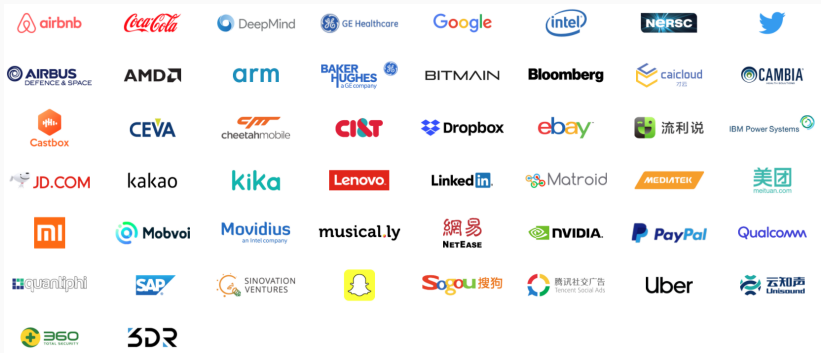 airbnb
Coca-Cola
DeepMind
GE Healthcare
Google
intel
NERSC
AIRBUS
DEFENCE & SPACE
AMD
arm
BAKER
HUGHES
a GE company
BITMAIN
Bloomberg
caicloud
CAMBIA
Castbox
CEVA
cheetahmobile
CI&T
Dropbox
ebay
流利说
IBM Power Systems
JD.COM
kakao
kika
Lenovo
LinkedIn
Matroid
MEDIATEK
美团
meituan.com
mi
Mobvoi
Movidius
an Intel company
musical.ly
網易
NETEASE
NVIDIA
PayPal
Qualcomm
quantiphi
SAP
SINOVATION
VENTURES
Sogou搜狗
腾讯社交广告
Tencent Social Ads
Uber
云知声
Unisound
360
TOTAL SECURITY
3DR